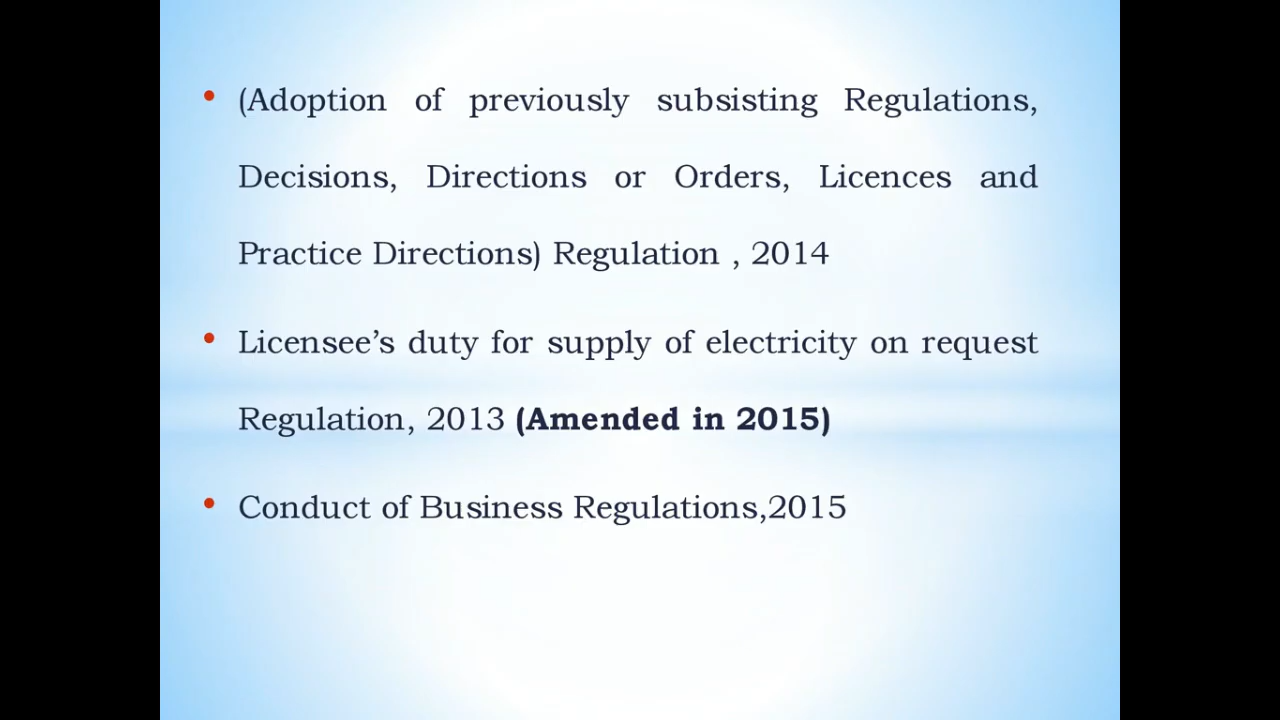 • (Adoption of previously subsisting Regulations,
Decisions, Directions or Orders, Licences and
Practice Directions) Regulation , 2014
• Licensee’s duty for supply of electricity on request
Regulation, 2013 (Amended in 2015)
• Conduct of Business Regulations,2015